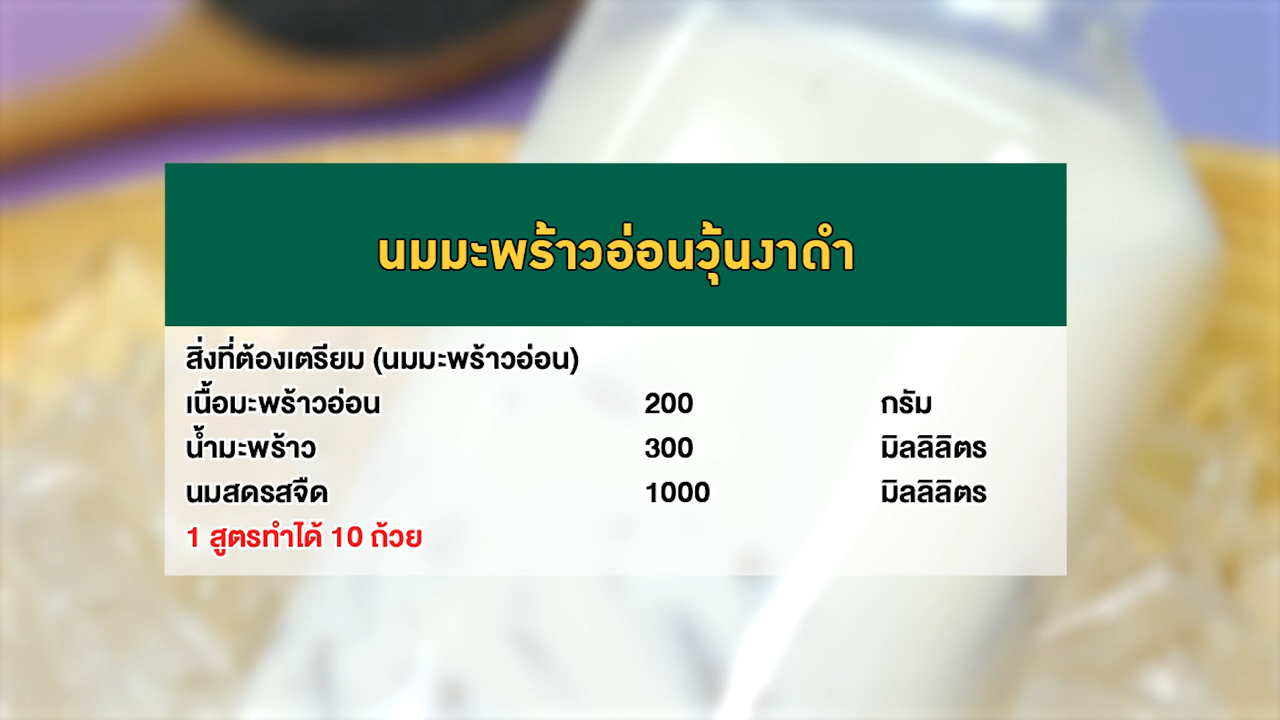 นมมะพร้าวอ่อนวุ้นงาดำ
สิ่งที่ต้องเตรียม (นมมะพร้าวอ่อน)
เนื้อมะพร้าวอ่อน 200 กรัม
น้ำมะพร้าว 300 มิลลิลิตร
นมสดรสจืด 1000 มิลลิลิตร
1 สูตรทำได้ 10 ถ้วย